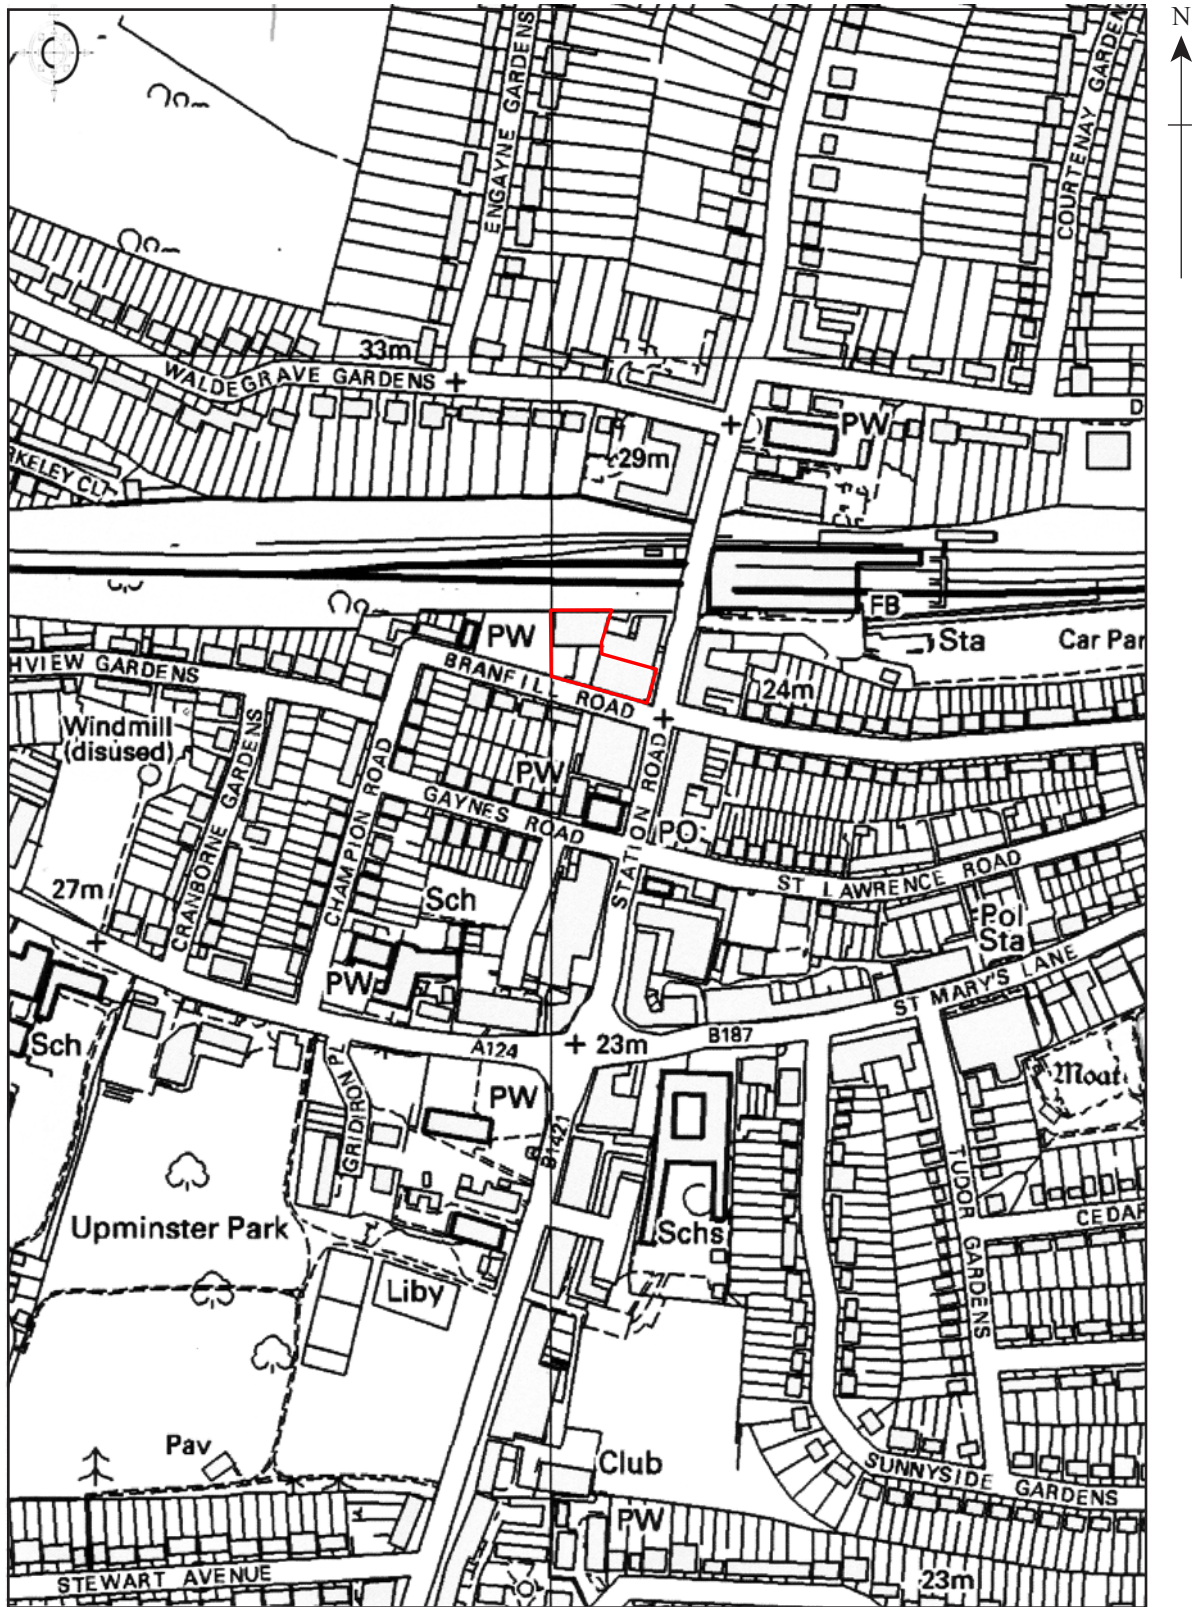 N
ENGAYNE GARDENS
COURTENAY GARDEN
33m
WALDEGRAVE GARDENS
PW
D
29m
RKELEY CLT
FB
PW
Sta
Car Par
BRANFILL ROAD
HVIEW GARDENS
24m
Windmill
(disused)
STATION ROAD
PW
GAYNES ROAD
PO
CRANBORNE GARDENS
CHAMPION ROAD
ST LAWRENCE ROAD
27m
Sch
Pol
Sta
PW
ST MARY'S LANE
Sch
A124
23m
B187
Moat
GRIDIRON PL
PW
B1421
TUDOR GARDENS
Upminster Park
Schs
CEDAR
Liby
Pav
Club
SUNNYSIDE GARDENS
PW
STEWART AVENUE
23m